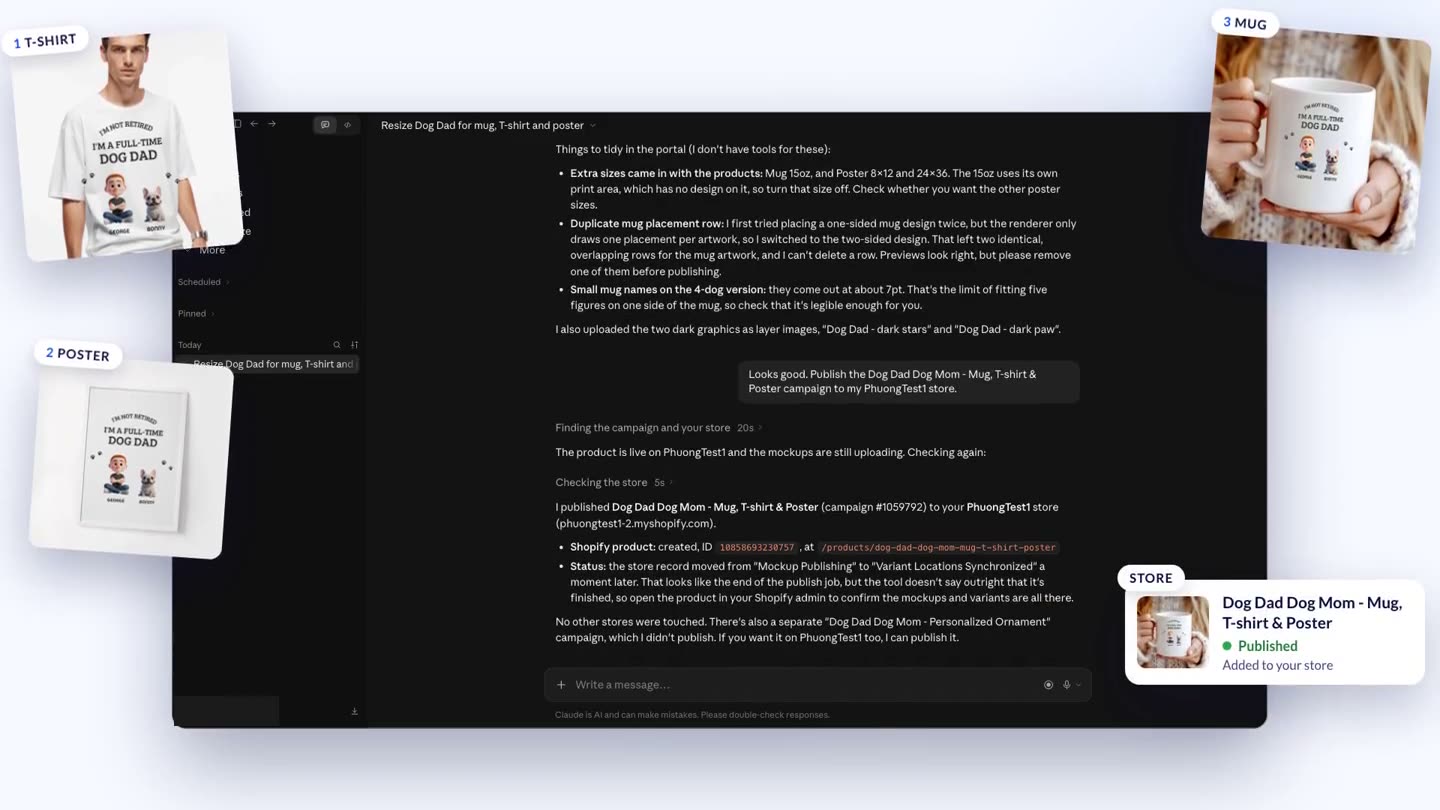 1 T-SHIRT
I'M NOT RETIRED
I'M A FULL-TIME
DOG DAD
GEORGE BONNY
3 MUG
I'M NOT RETIRED
I'M A FULL-TIME
DOG DAD
GEORGE BONNY
2 POSTER
I'M NOT RETIRED
I'M A FULL-TIME
DOG DAD
GEORGE BONNY
More
Scheduled
Pinned
Today
Resize Dog Dad for mug, T-shirt and
Resize Dog Dad for mug, T-shirt and poster
Things to tidy in the portal (I don't have tools for these):
• Extra sizes came in with the products: Mug 15oz, and Poster 8×12 and 24×36. The 15oz uses its own
print area, which has no design on it, so turn that size off. Check whether you want the other poster
sizes.
• Duplicate mug placement row: I first tried placing a one-sided mug design twice, but the renderer only
draws one placement per artwork, so I switched to the two-sided design. That left two identical,
overlapping rows for the mug artwork, and I can't delete a row. Previews look right, but please remove
one of them before publishing.
• Small mug names on the 4-dog version: they come out at about 7pt. That's the limit of fitting five
figures on one side of the mug, so check that it's legible enough for you.
I also uploaded the two dark graphics as layer images, "Dog Dad - dark stars" and "Dog Dad - dark paw".
Looks good. Publish the Dog Dad Dog Mom - Mug, T-shirt &
Poster campaign to my PhuongTest1 store.
Finding the campaign and your store 20s
The product is live on PhuongTest1 and the mockups are still uploading. Checking again:
Checking the store 5s
I published Dog Dad Dog Mom - Mug, T-shirt & Poster (campaign #1059792) to your PhuongTest1 store
(phuongtest1-2.myshopify.com).
• Shopify product: created, ID 10858693230757, at /products/dog-dad-dog-mom-mug-t-shirt-poster
• Status: the store record moved from "Mockup Publishing" to "Variant Locations Synchronized" a
moment later. That looks like the end of the publish job, but the tool doesn't say outright that it's
finished, so open the product in your Shopify admin to confirm the mockups and variants are all there.
No other stores were touched. There's also a separate "Dog Dad Dog Mom - Personalized Ornament"
campaign, which I didn't publish. If you want it on PhuongTest1 too, I can publish it.
Write a message...
Claude is AI and can make mistakes. Please double-check responses.
STORE
Dog Dad Dog Mom - Mug,
T-shirt & Poster
Published
Added to your store